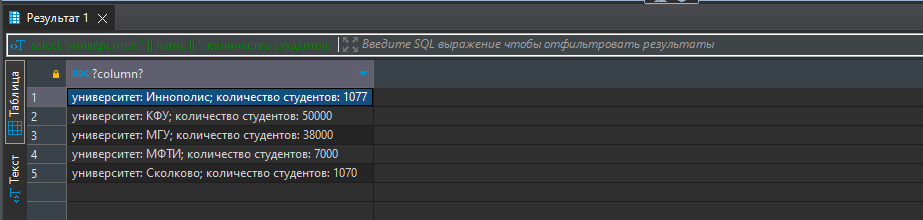 Результат 1
select 'университет: ' || name || '; количество студентов: Введите SQL выражение чтобы отфильтровать результаты
Таблица
ABC ?column?
1 университет: Иннополис; количество студентов: 1077
2 университет: КФУ; количество студентов: 50000
3 университет: МГУ; количество студентов: 38000
4 университет: МФТИ; количество студентов: 7000
5 университет: Сколково; количество студентов: 1070
Текст